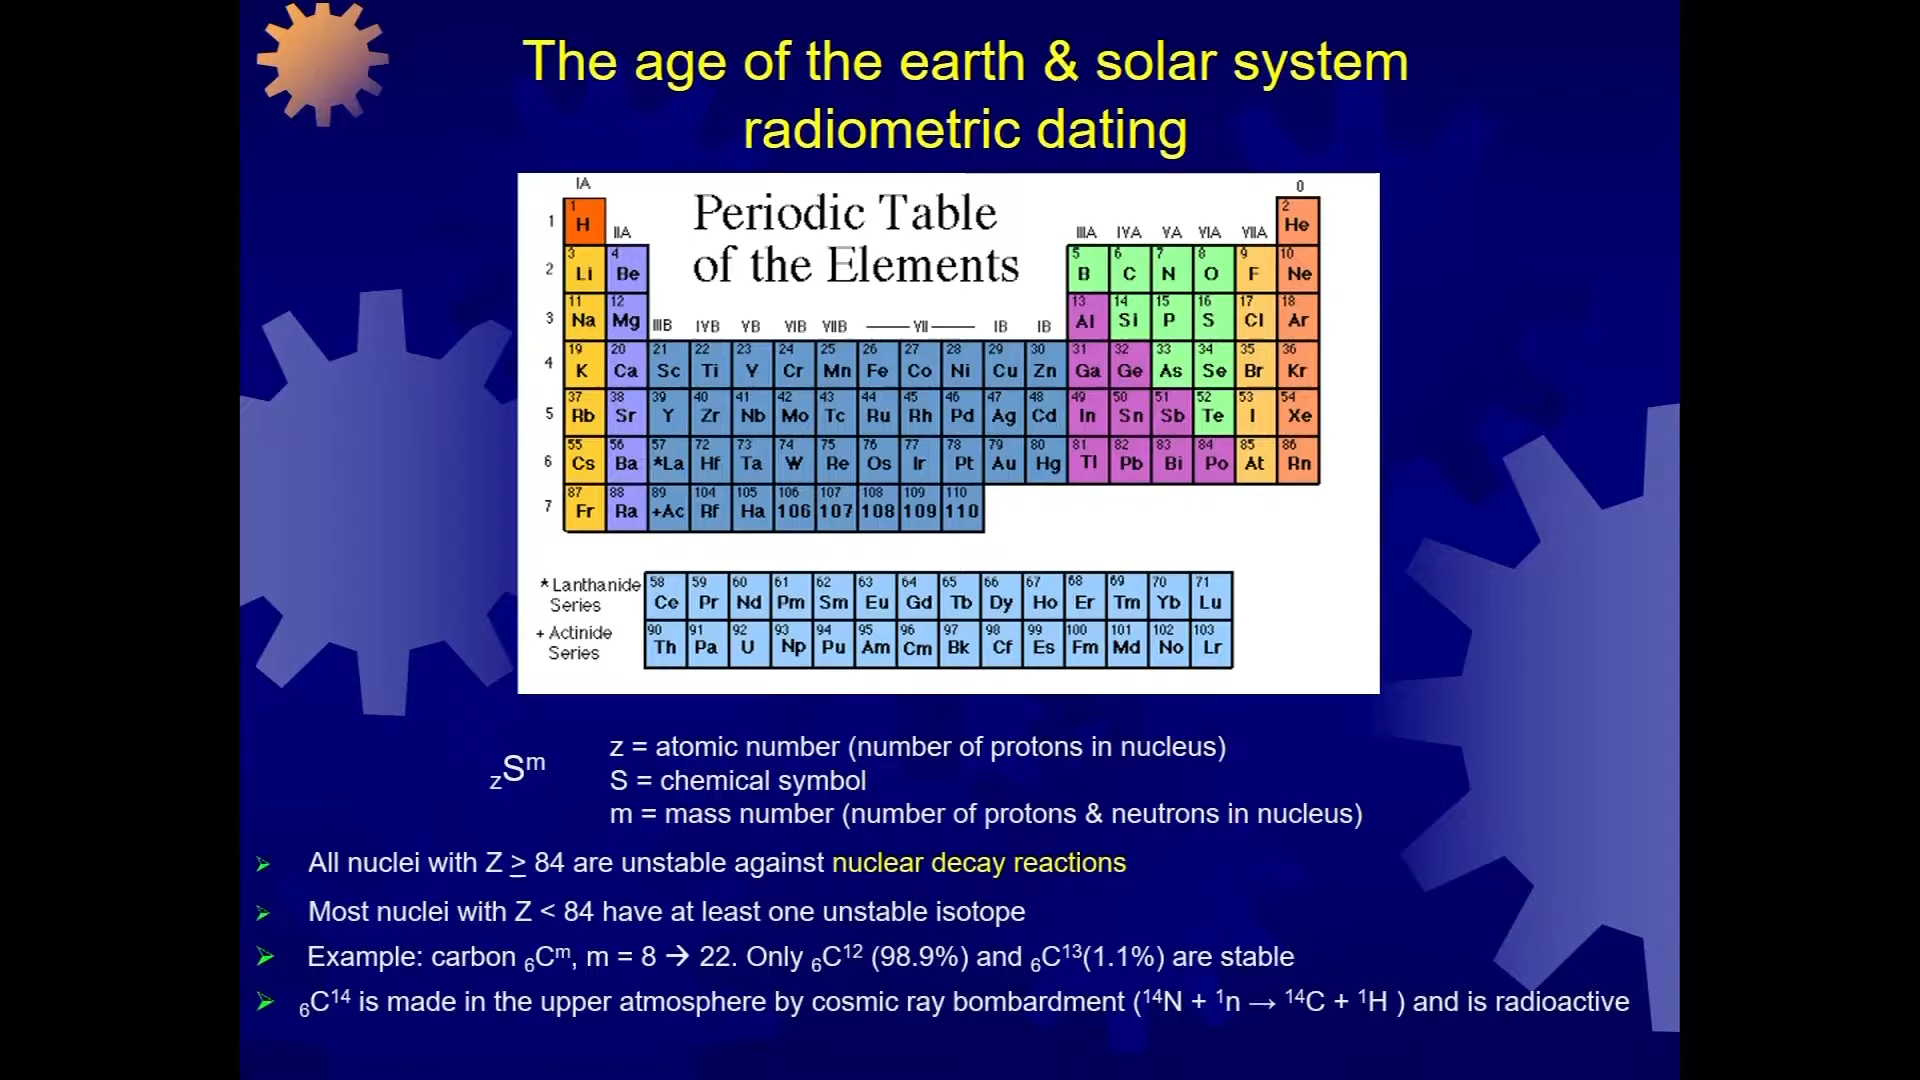 The age of the earth & solar system
radiometric dating
IA
0
Periodic Table
of the Elements
1
1 H
2 He
IIA
IIIA IVA VA VIA VIIA
2
3 Li 4 Be 5 B 6 C 7 N 8 O 9 F 10 Ne
3
11 Na 12 Mg 13 Al 14 Si 15 P 16 S 17 Cl 18 Ar
IIIB IVB VB VIB VIIB VII IB IB
4
19 K 20 Ca 21 Sc 22 Ti 23 V 24 Cr 25 Mn 26 Fe 27 Co 28 Ni 29 Cu 30 Zn 31 Ga 32 Ge 33 As 34 Se 35 Br 36 Kr
5
37 Rb 38 Sr 39 Y 40 Zr 41 Nb 42 Mo 43 Tc 44 Ru 45 Rh 46 Pd 47 Ag 48 Cd 49 In 50 Sn 51 Sb 52 Te 53 I 54 Xe
6
55 Cs 56 Ba 57 *La 72 Hf 73 Ta 74 W 75 Re 76 Os 77 Ir 78 Pt 79 Au 80 Hg 81 Tl 82 Pb 83 Bi 84 Po 85 At 86 Rn
7
87 Fr 88 Ra 89 +Ac 104 Rf 105 Ha 106 106 107 107 108 108 109 109 110 110
* Lanthanide
Series
58 Ce 59 Pr 60 Nd 61 Pm 62 Sm 63 Eu 64 Gd 65 Tb 66 Dy 67 Ho 68 Er 69 Tm 70 Yb 71 Lu
+ Actinide
Series
90 Th 91 Pa 92 U 93 Np 94 Pu 95 Am 96 Cm 97 Bk 98 Cf 99 Es 100 Fm 101 Md 102 No 103 Lr
zSᵐ
z = atomic number (number of protons in nucleus)
S = chemical symbol
m = mass number (number of protons & neutrons in nucleus)
➢ All nuclei with Z ≥ 84 are unstable against nuclear decay reactions
➢ Most nuclei with Z < 84 have at least one unstable isotope
➢ Example: carbon ₆Cᵐ, m = 8 → 22. Only ₆C¹² (98.9%) and ₆C¹³(1.1%) are stable
➢ ₆C¹⁴ is made in the upper atmosphere by cosmic ray bombardment (¹⁴N + ¹n → ¹⁴C + ¹H ) and is radioactive